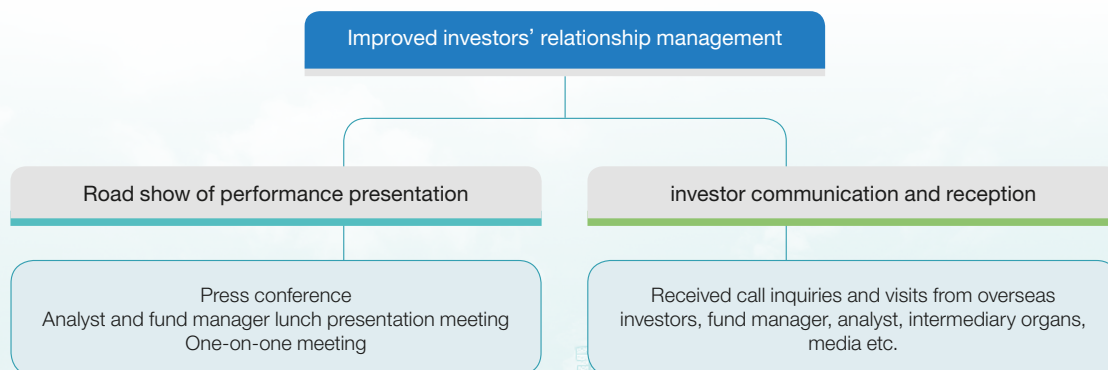 Improved investors’ relationship management
Road show of performance presentation
investor communication and reception
Press conference
Analyst and fund manager lunch presentation meeting
One-on-one meeting
Received call inquiries and visits from overseas
investors, fund manager, analyst, intermediary organs,
media etc.